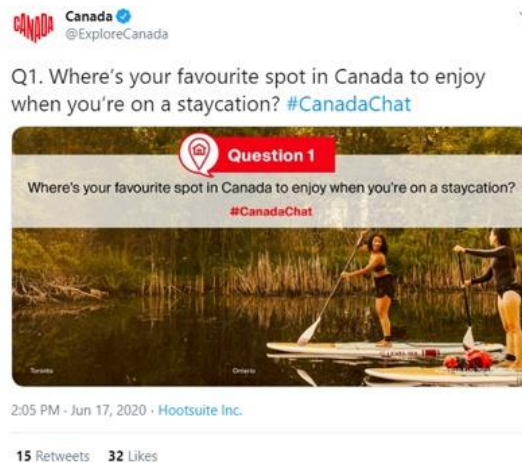 CANADA
Canada
@ExploreCanada
Q1. Where's your favourite spot in Canada to enjoy
when you're on a staycation? #CanadaChat
Question 1
Where's your favourite spot in Canada to enjoy when you're on a staycation?
#CanadaChat
Toronto
Ontario
2:05 PM · Jun 17, 2020 · Hootsuite Inc.
15 Retweets 32 Likes